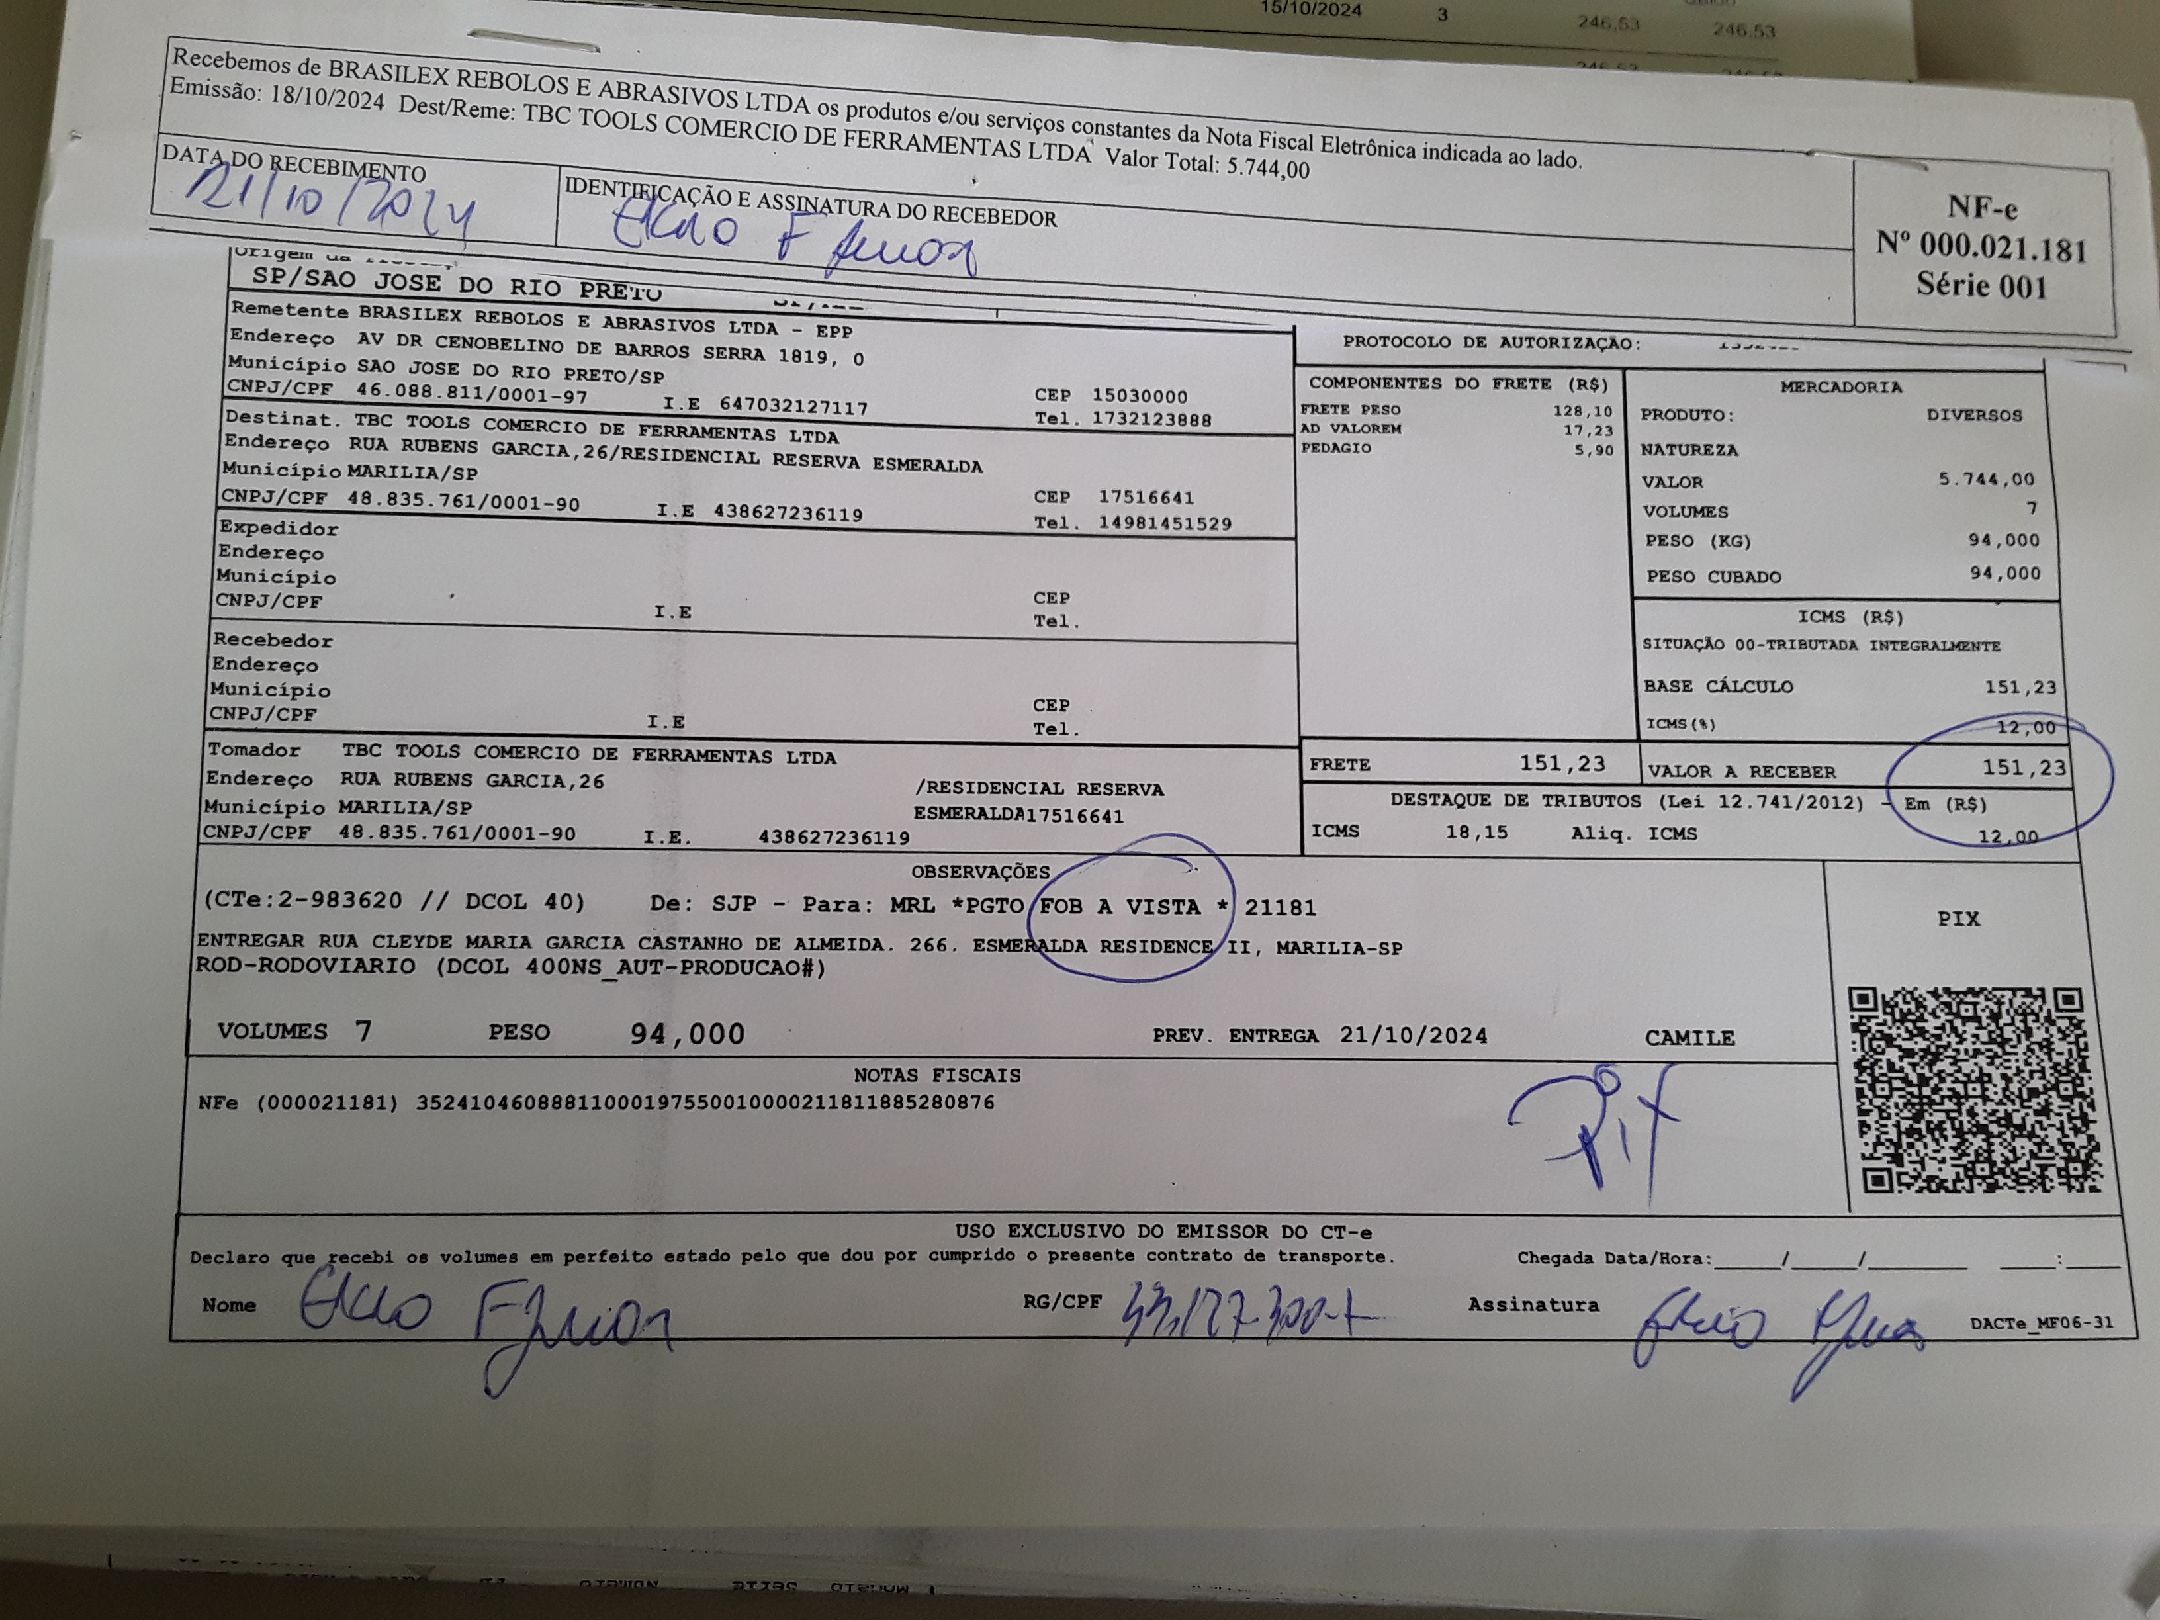 15/10/2024 3 246,53 246,53
Recebemos de BRASILEX REBOLOS E ABRASIVOS LTDA os produtos e/ou serviços constantes da Nota Fiscal Eletrônica indicada ao lado.
Emissão: 18/10/2024 Dest/Reme: TBC TOOLS COMERCIO DE FERRAMENTAS LTDA Valor Total: 5.744,00
DATA DO RECEBIMENTO
21/10/2024
IDENTIFICAÇÃO E ASSINATURA DO RECEBEDOR
F Junior
NF-e
Nº 000.021.181
Série 001
Origem da
SP/SAO JOSE DO RIO PRETO
Remetente BRASILEX REBOLOS E ABRASIVOS LTDA - EPP
Endereço AV DR CENOBELINO DE BARROS SERRA 1819, 0
Município SAO JOSE DO RIO PRETO/SP
CEP 15030000
CNPJ/CPF 46.088.811/0001-97 I.E 647032127117
Tel. 1732123888
Destinat. TBC TOOLS COMERCIO DE FERRAMENTAS LTDA
Endereço RUA RUBENS GARCIA,26/RESIDENCIAL RESERVA ESMERALDA
Município MARILIA/SP
CEP 17516641
CNPJ/CPF 48.835.761/0001-90 I.E 438627236119
Tel. 14981451529
Expedidor
Endereço
Município
CEP
CNPJ/CPF I.E
Tel.
Recebedor
Endereço
Município
CEP
CNPJ/CPF I.E
Tel.
Tomador TBC TOOLS COMERCIO DE FERRAMENTAS LTDA
Endereço RUA RUBENS GARCIA,26 /RESIDENCIAL RESERVA
Município MARILIA/SP ESMERALDA17516641
CNPJ/CPF 48.835.761/0001-90 I.E. 438627236119
PROTOCOLO DE AUTORIZAÇÃO:
COMPONENTES DO FRETE (R$)
FRETE PESO 128,10
AD VALOREM 17,23
PEDAGIO 5,90
MERCADORIA
PRODUTO: DIVERSOS
NATUREZA
VALOR 5.744,00
VOLUMES 7
PESO (KG) 94,000
PESO CUBADO 94,000
ICMS (R$)
SITUAÇÃO 00-TRIBUTADA INTEGRALMENTE
BASE CÁLCULO 151,23
ICMS(%) 12,00
FRETE 151,23
VALOR A RECEBER 151,23
DESTAQUE DE TRIBUTOS (Lei 12.741/2012) - Em (R$)
ICMS 18,15 Aliq. ICMS 12,00
OBSERVAÇÕES
(CTe:2-983620 // DCOL 40) De: SJP - Para: MRL *PGTO FOB A VISTA * 21181
ENTREGAR RUA CLEYDE MARIA GARCIA CASTANHO DE ALMEIDA. 266. ESMERALDA RESIDENCE II, MARILIA-SP
ROD-RODOVIARIO (DCOL 400NS_AUT-PRODUCAO#)
PIX
VOLUMES 7 PESO 94,000 PREV. ENTREGA 21/10/2024 CAMILE
NOTAS FISCAIS
NFe (000021181) 35241046088811000197550010000211811885280876
Pix
USO EXCLUSIVO DO EMISSOR DO CT-e
Declaro que recebi os volumes em perfeito estado pelo que dou por cumprido o presente contrato de transporte.
Chegada Data/Hora:_____/_____/________ ____:____
Nome F Junior
RG/CPF
Assinatura
DACTe_MF06-31